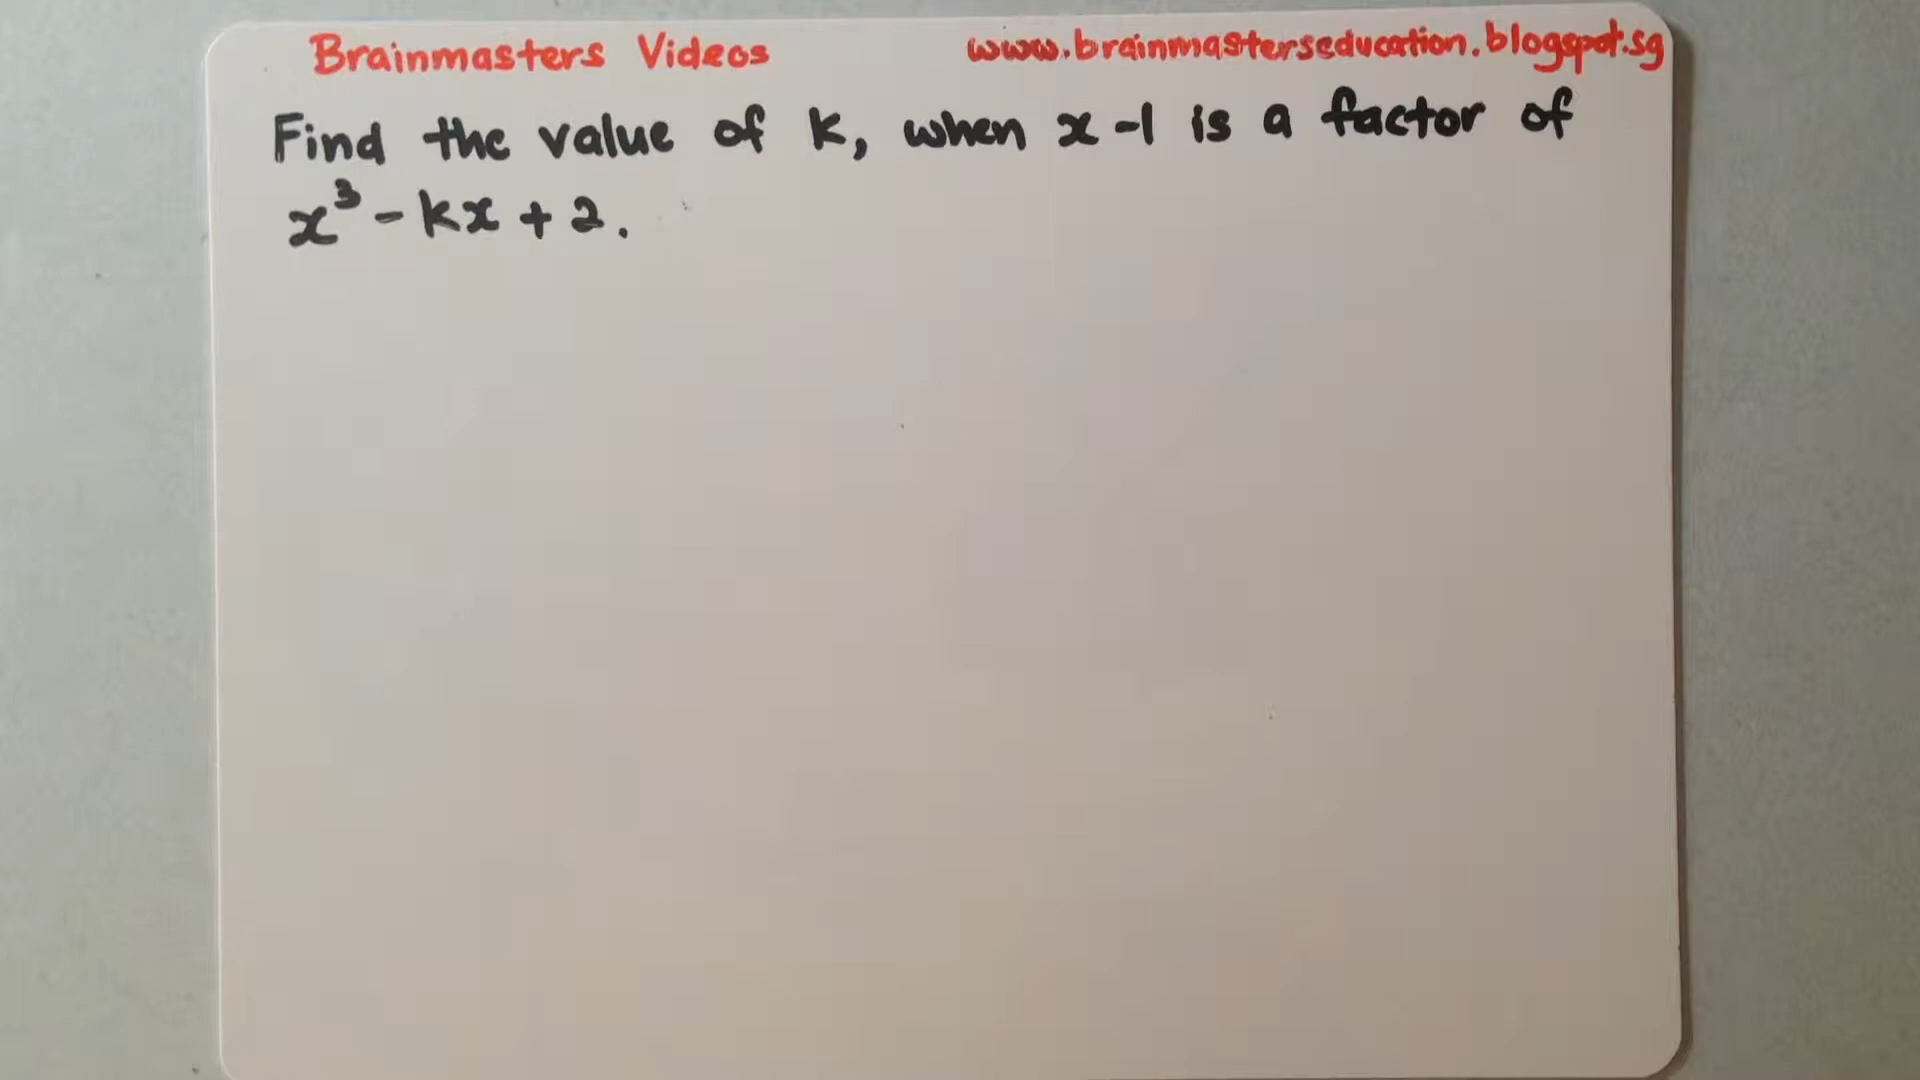 Brainmasters Videos www.brainmasterseducation.blogspot.sg
Find the value of k, when x-1 is a factor of
x³ - kx + 2.